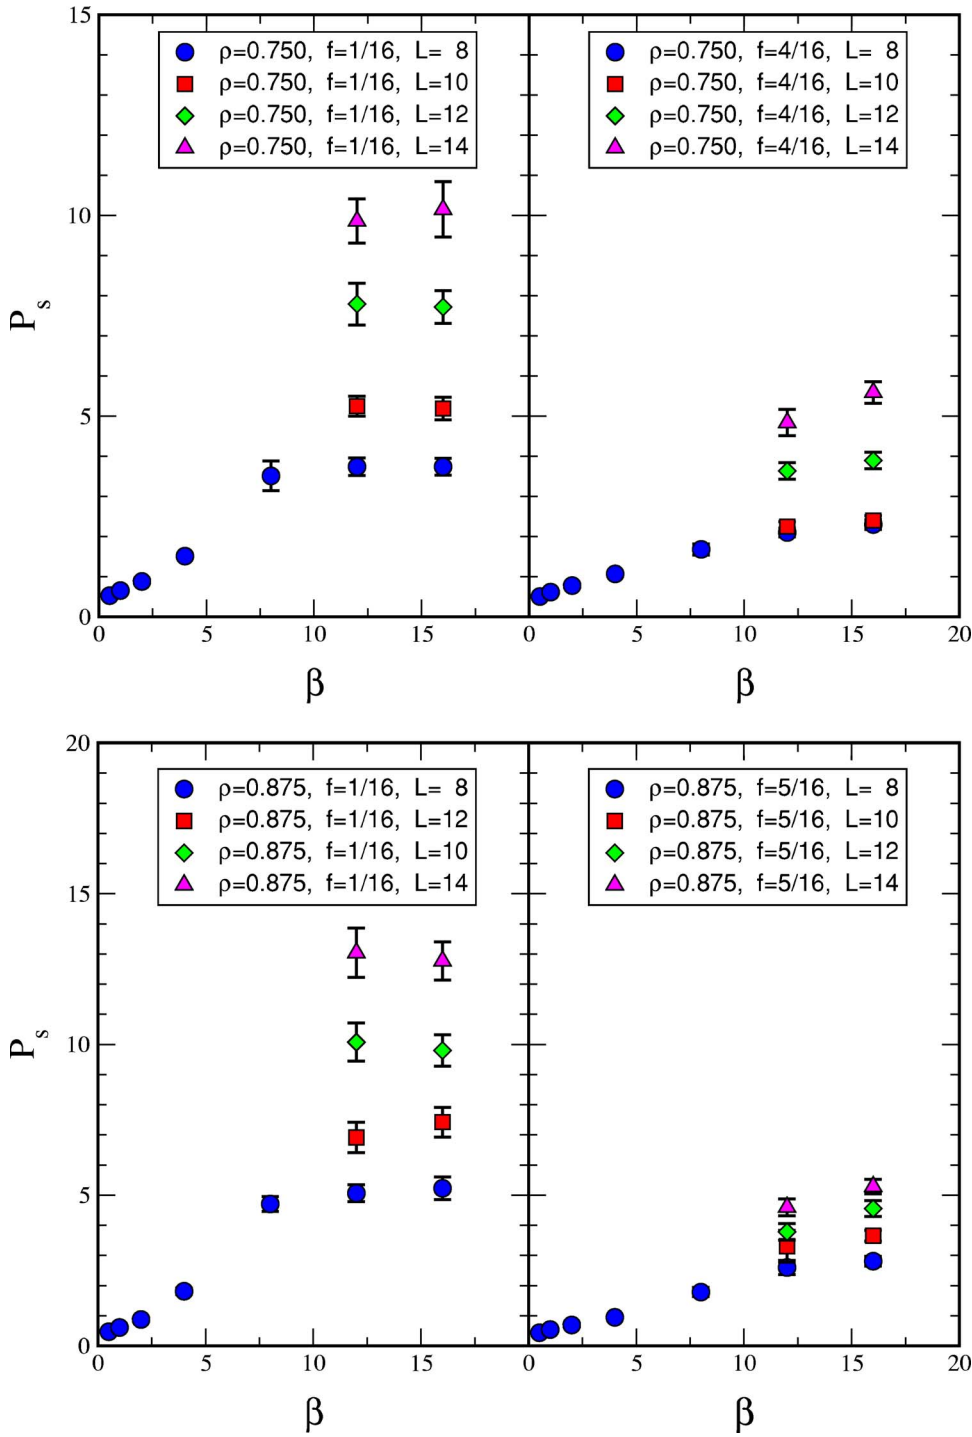 15
ρ=0.750, f=1/16, L= 8
ρ=0.750, f=1/16, L=10
ρ=0.750, f=1/16, L=12
ρ=0.750, f=1/16, L=14
ρ=0.750, f=4/16, L= 8
ρ=0.750, f=4/16, L=10
ρ=0.750, f=4/16, L=12
ρ=0.750, f=4/16, L=14
10
P_s
5
0
0 5 10 15 0 5 10 15 20
β β
20
ρ=0.875, f=1/16, L= 8
ρ=0.875, f=1/16, L=12
ρ=0.875, f=1/16, L=10
ρ=0.875, f=1/16, L=14
ρ=0.875, f=5/16, L= 8
ρ=0.875, f=5/16, L=10
ρ=0.875, f=5/16, L=12
ρ=0.875, f=5/16, L=14
15
10
P_s
5
0
0 5 10 15 0 5 10 15 20
β β